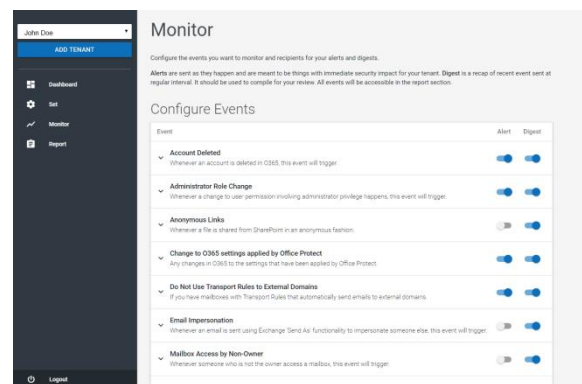 John Doe
ADD TENANT
Dashboard
Set
Monitor
Report
Logout
Monitor
Configure the events you want to monitor and recipients for your alerts and digests.
Alerts are sent as they happen and are meant to be things with immediate security impact for your tenant. Digest is a recap of recent event sent at
regular interval. It should be used to compile for your review. All events will be accessible in the report section.
Configure Events
Event Alert Digest
Account Deleted
Whenever an account is deleted in O365, this event will trigger.
Administrator Role Change
Whenever a change to user permission involving administrator privilege happens, this event will trigger.
Anonymous Links
Whenever a file is shared from SharePoint in an anonymous fashion.
Change to O365 settings applied by Office Protect
Any changes in O365 to the settings that have been applied by Office Protect.
Do Not Use Transport Rules to External Domains
If you have mailboxes with Transport Rules that automatically send emails to external domains.
Email Impersonation
Whenever an email is sent using Exchange 'Send As' functionality to impersonate someone else, this event will trigger.
Mailbox Access by Non-Owner
Whenever someone who is not the owner access a mailbox, this event will trigger.